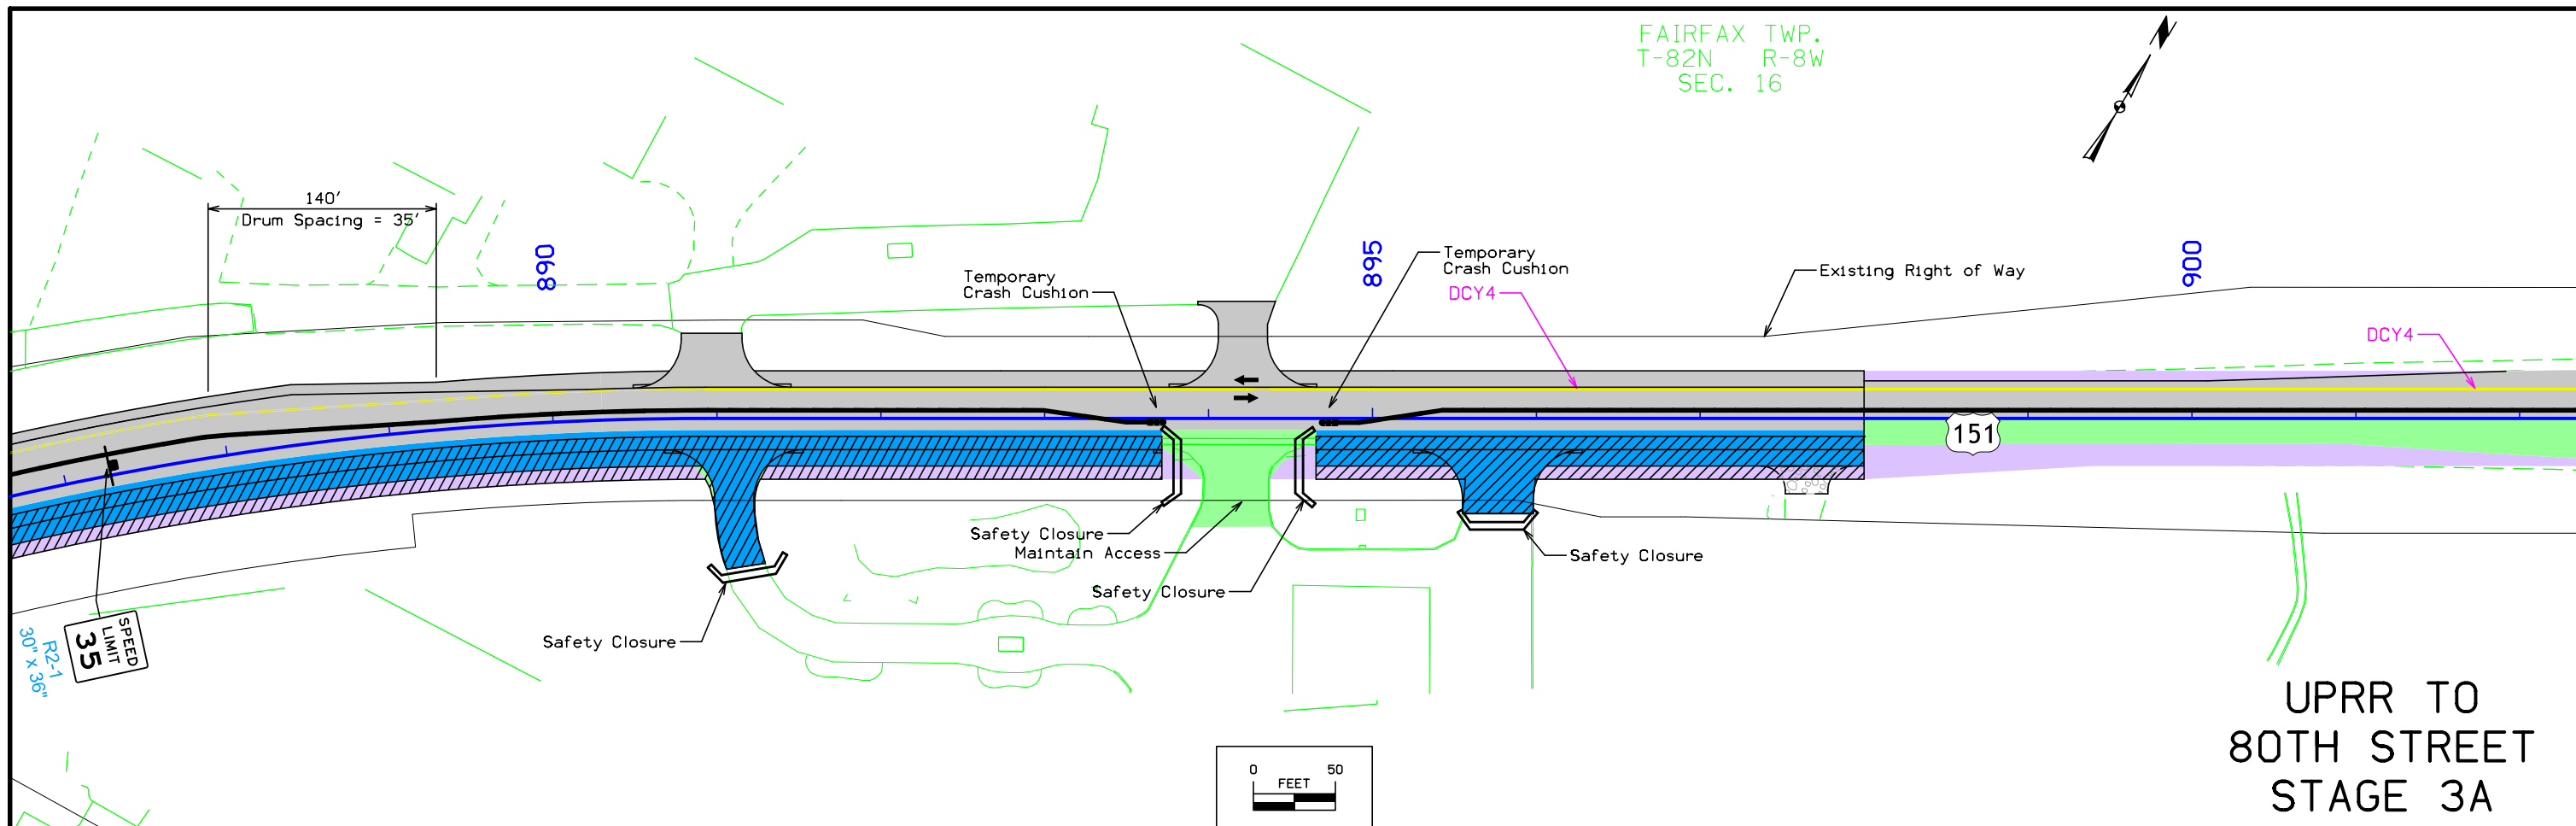 FAIRFAX TWP.
T-82N R-8W
SEC. 16
140'
Drum Spacing = 35'
890
895
900
Temporary
Crash Cushion
Temporary
Crash Cushion
DCY4
Existing Right of Way
DCY4
151
Safety Closure
Maintain Access
Safety Closure
Safety Closure
Safety Closure
SPEED
LIMIT
35
R2-1
30" x 36"
0 50
FEET
UPRR TO
80TH STREET
STAGE 3A